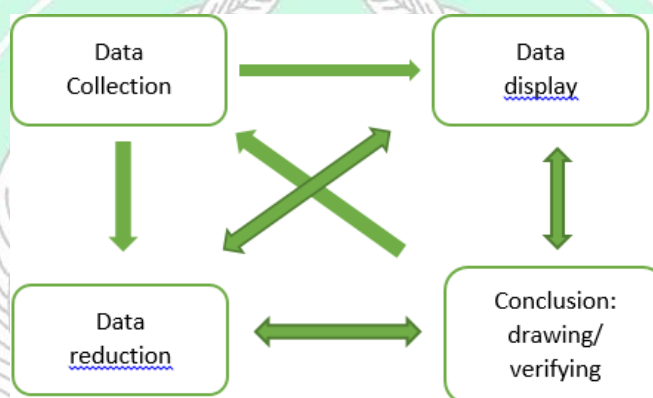 Data
Collection
Data
display
Data
reduction
Conclusion:
drawing/
verifying